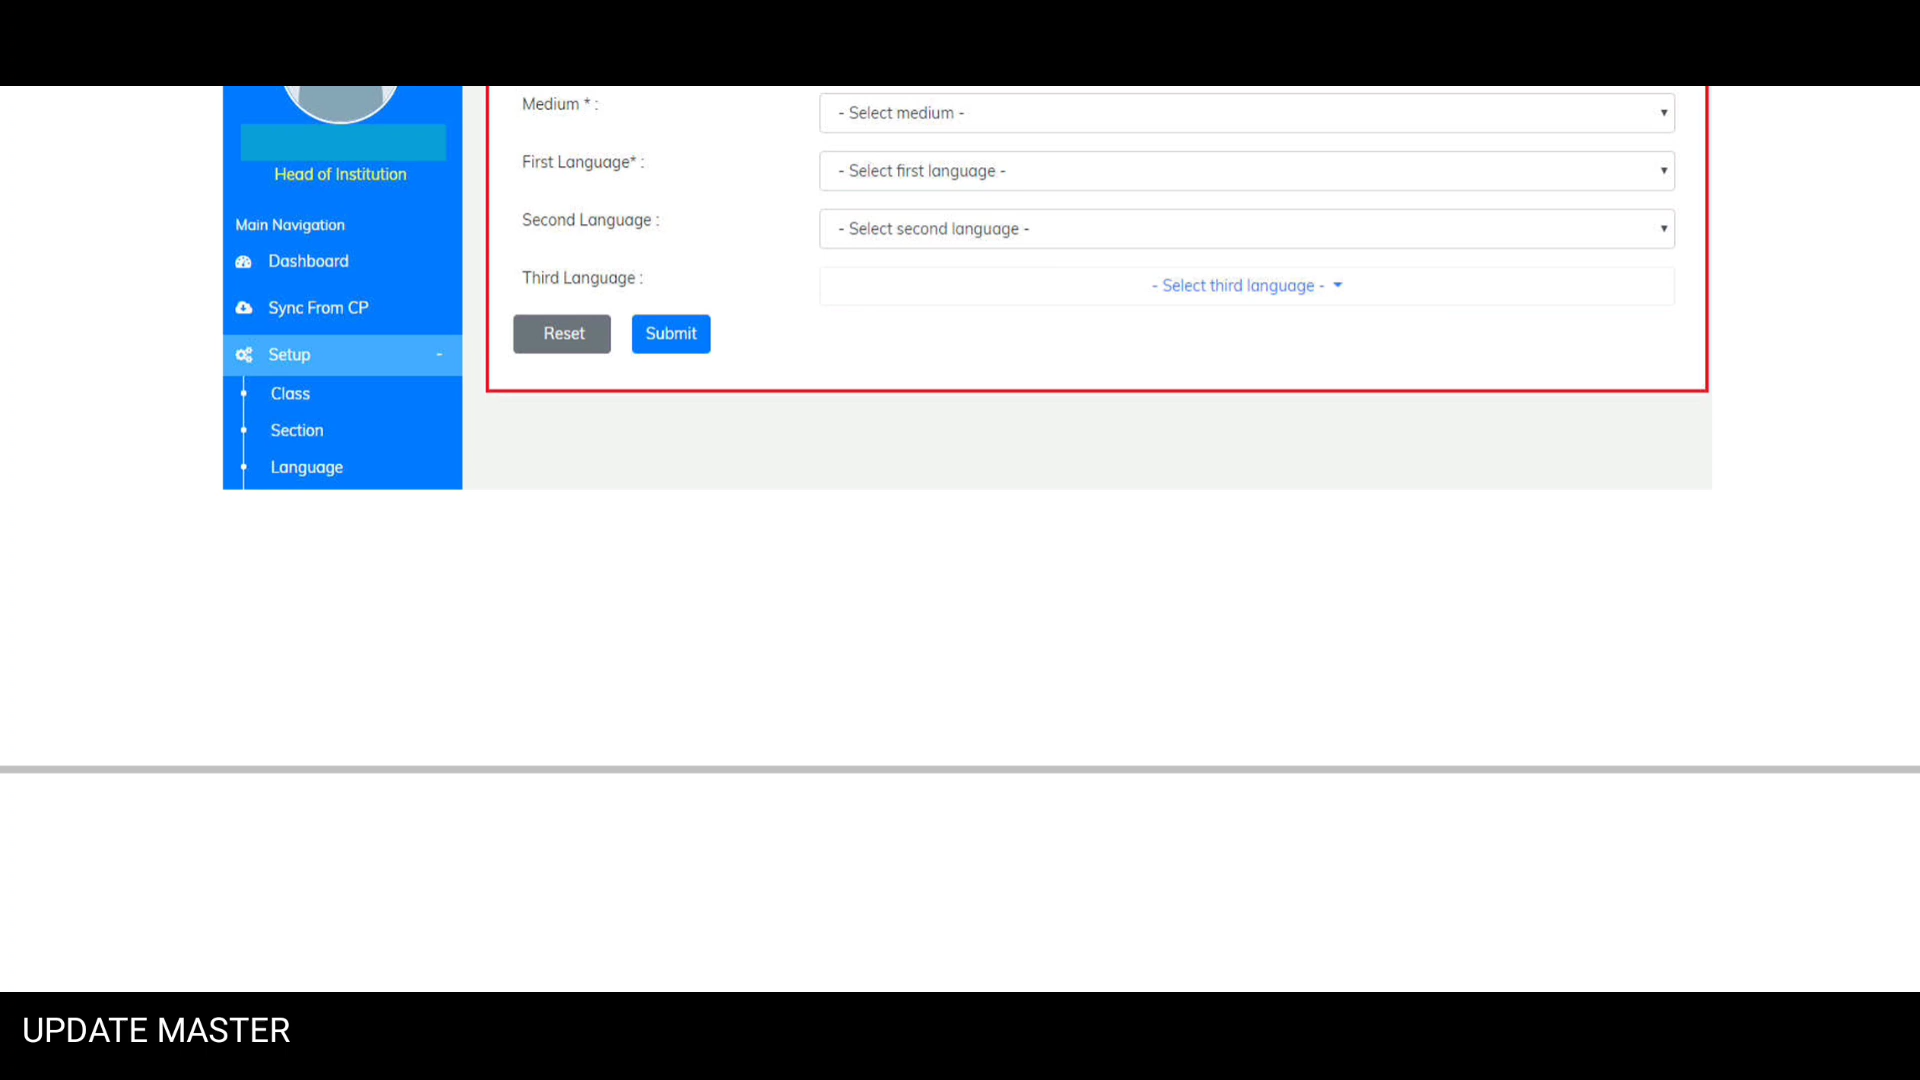 Head of Institution
Main Navigation
Dashboard
Sync From CP
Setup -
Class
Section
Language
Medium * : - Select medium -
First Language* : - Select first language -
Second Language : - Select second language -
Third Language : - Select third language -
Reset Submit
UPDATE MASTER